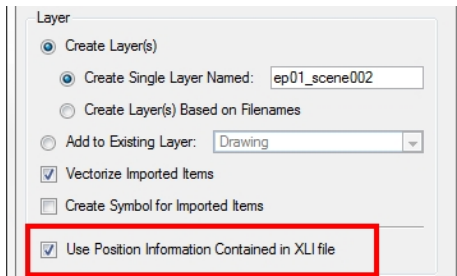 Layer
Create Layer(s)
Create Single Layer Named: ep01_scene002
Create Layer(s) Based on Filenames
Add to Existing Layer: Drawing
Vectorize Imported Items
Create Symbol for Imported Items
Use Position Information Contained in XLI file